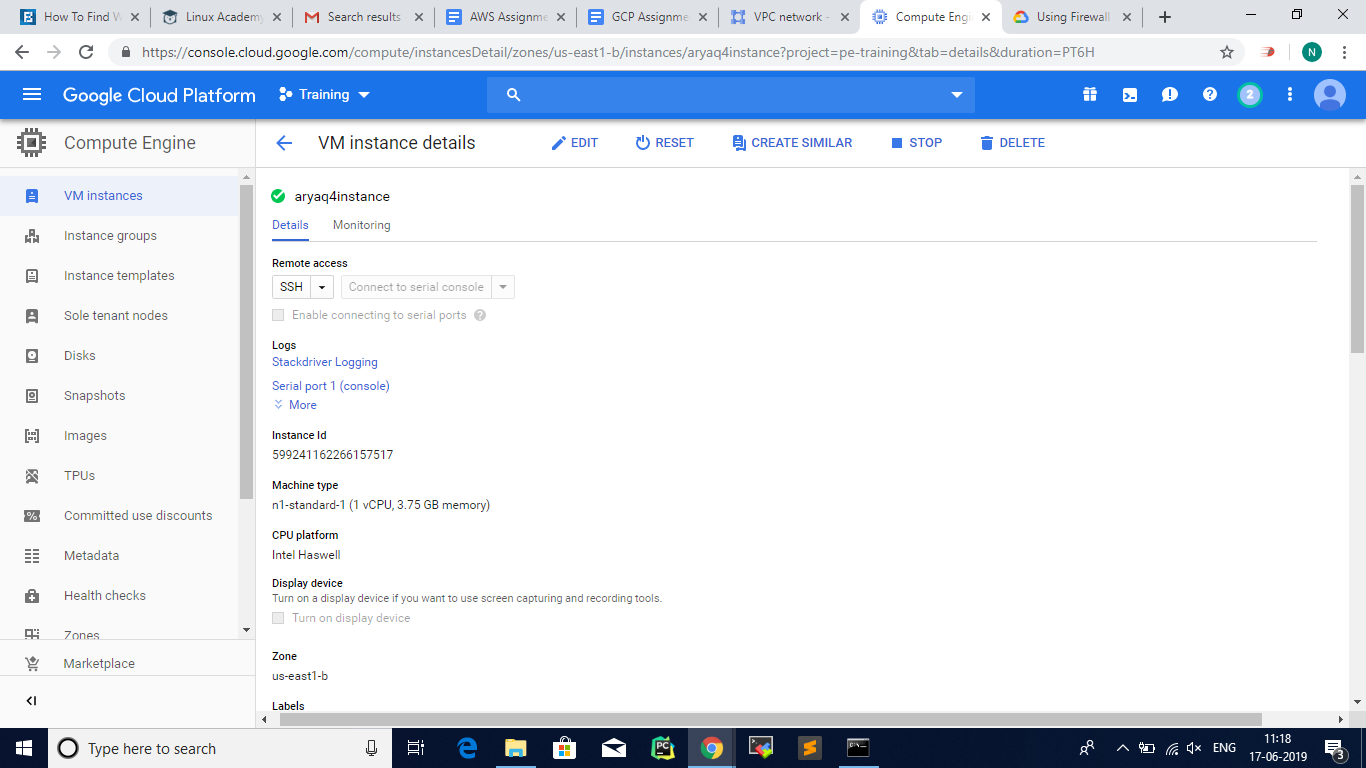 How To Find W
Linux Academy
Search results
AWS Assignme
GCP Assignme
VPC network -
Compute Eng
Using Firewall
https://console.cloud.google.com/compute/instancesDetail/zones/us-east1-b/instances/aryaq4instance?project=pe-training&tab=details&duration=PT6H
N
Google Cloud Platform
Training
2
Compute Engine
VM instance details
EDIT
RESET
CREATE SIMILAR
STOP
DELETE
VM instances
Instance groups
Instance templates
Sole tenant nodes
Disks
Snapshots
Images
TPUs
Committed use discounts
Metadata
Health checks
Zones
Marketplace
aryaq4instance
Details Monitoring
Remote access
SSH Connect to serial console
Enable connecting to serial ports
Logs
Stackdriver Logging
Serial port 1 (console)
More
Instance Id
599241162266157517
Machine type
n1-standard-1 (1 vCPU, 3.75 GB memory)
CPU platform
Intel Haswell
Display device
Turn on a display device if you want to use screen capturing and recording tools.
Turn on display device
Zone
us-east1-b
Labels
Type here to search
ENG
11:18
17-06-2019
3